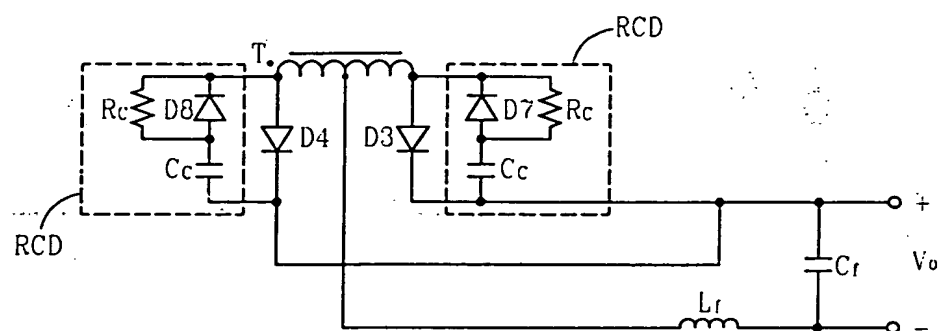 RCD
T.
Rc D8
D7 Rc
D4 D3
Cc
Cc
RCD
+
Cf
Vo
Lf
−